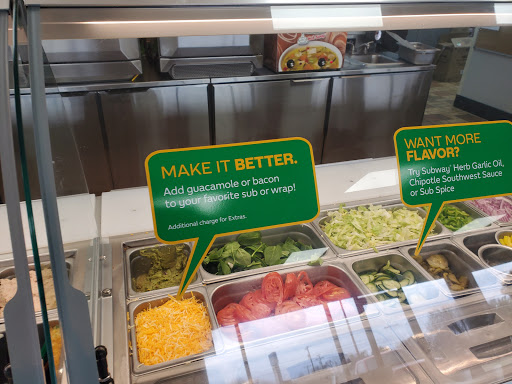 MAKE IT BETTER.
Add guacamole or bacon
to your favorite sub or wrap!
Additional charge for Extras.
WANT MORE
FLAVOR?
Try Subway® Herb Garlic Oil,
Chipotle Southwest Sauce
or Sub Spice